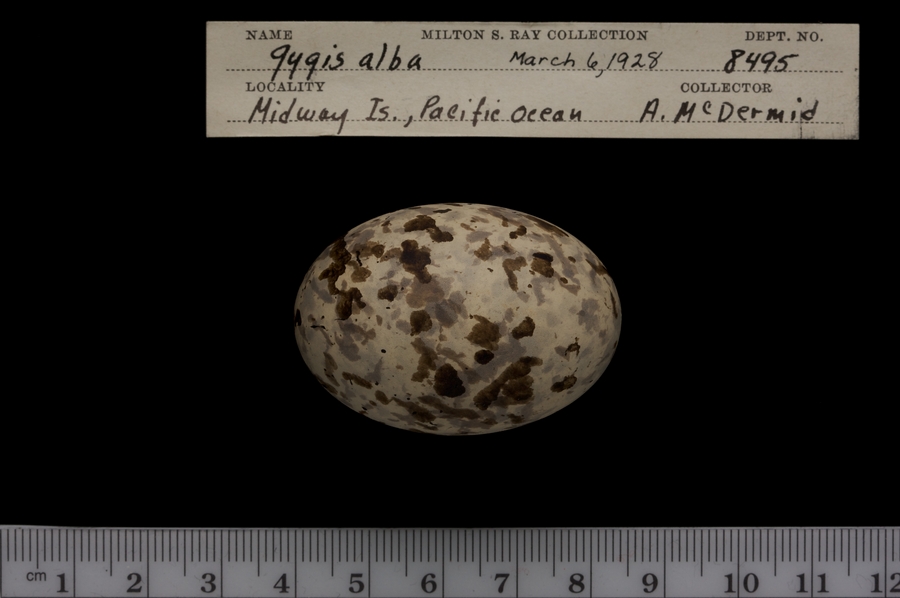 NAME MILTON S. RAY COLLECTION DEPT. NO.
gygis alba March 6, 1928 8495
LOCALITY COLLECTOR
Midway Is., Pacific ocean A. McDermid
cm 1 2 3 4 5 6 7 8 9 10 11 12